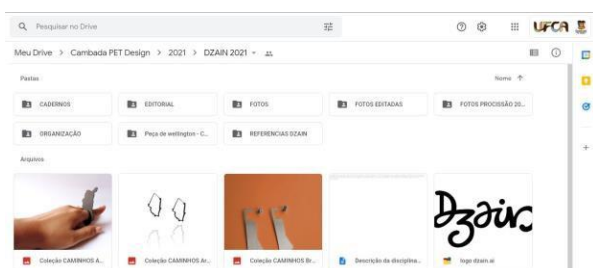 Pesquisar no Drive
UFCA
Meu Drive > Cambada PET Design > 2021 > DZAIN 2021
Pastas
Nome
CADERNOS
EDITORIAL
FOTOS
FOTOS EDITADAS
FOTOS PROCISSÃO 20...
ORGANIZAÇÃO
Peça de wellington - C...
REFERENCIAS DZAIN
Arquivos
Dzain
Coleção CAMINHOS A...
Coleção CAMINHOS Ar...
Coleção CAMINHOS Br...
Descrição da disciplina...
logo dzain.ai